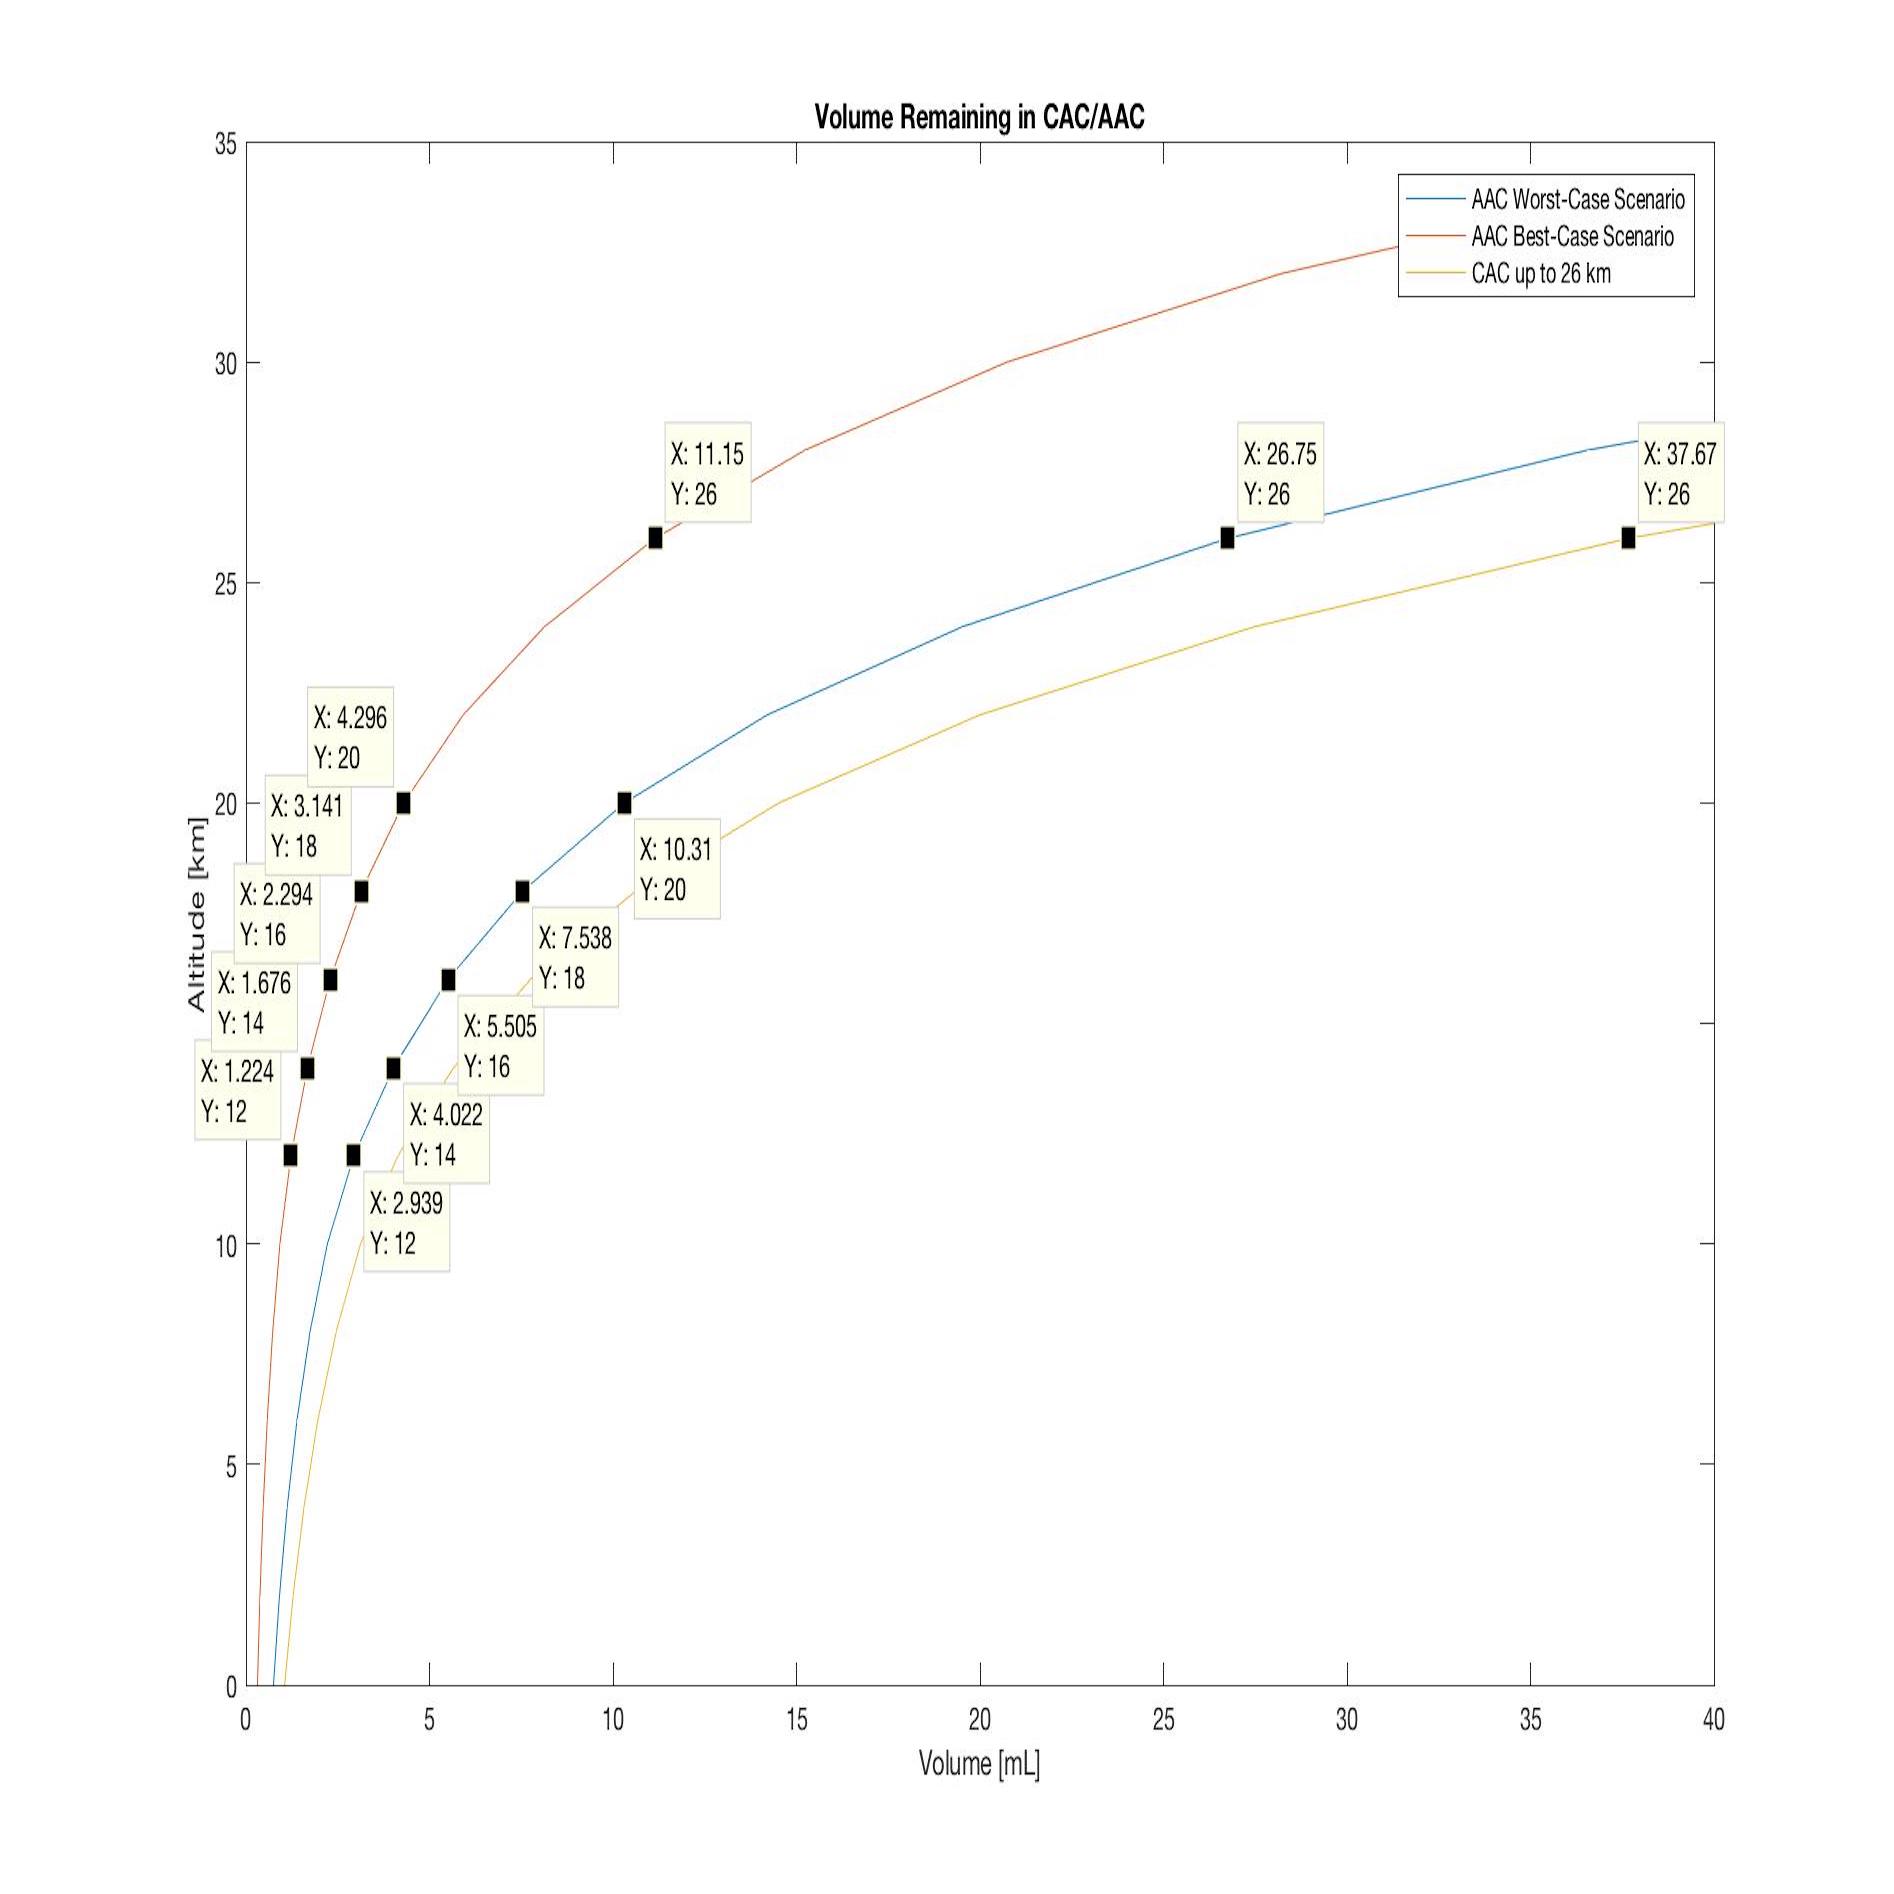 Volume Remaining in CAC/AAC
35
30
25
20
10
5
0
Altitude [km]
AAC Worst-Case Scenario
AAC Best-Case Scenario
CAC up to 26 km
X: 11.15
Y: 26
X: 26.75
Y: 26
X: 37.67
Y: 26
X: 4.296
Y: 20
X: 3.141
Y: 18
X: 2.294
Y: 16
X: 1.676
Y: 14
X: 1.224
Y: 12
X: 10.31
Y: 20
X: 7.538
Y: 18
X: 5.505
Y: 16
X: 4.022
Y: 14
X: 2.939
Y: 12
0 5 10 15 20 25 30 35 40
Volume [mL]